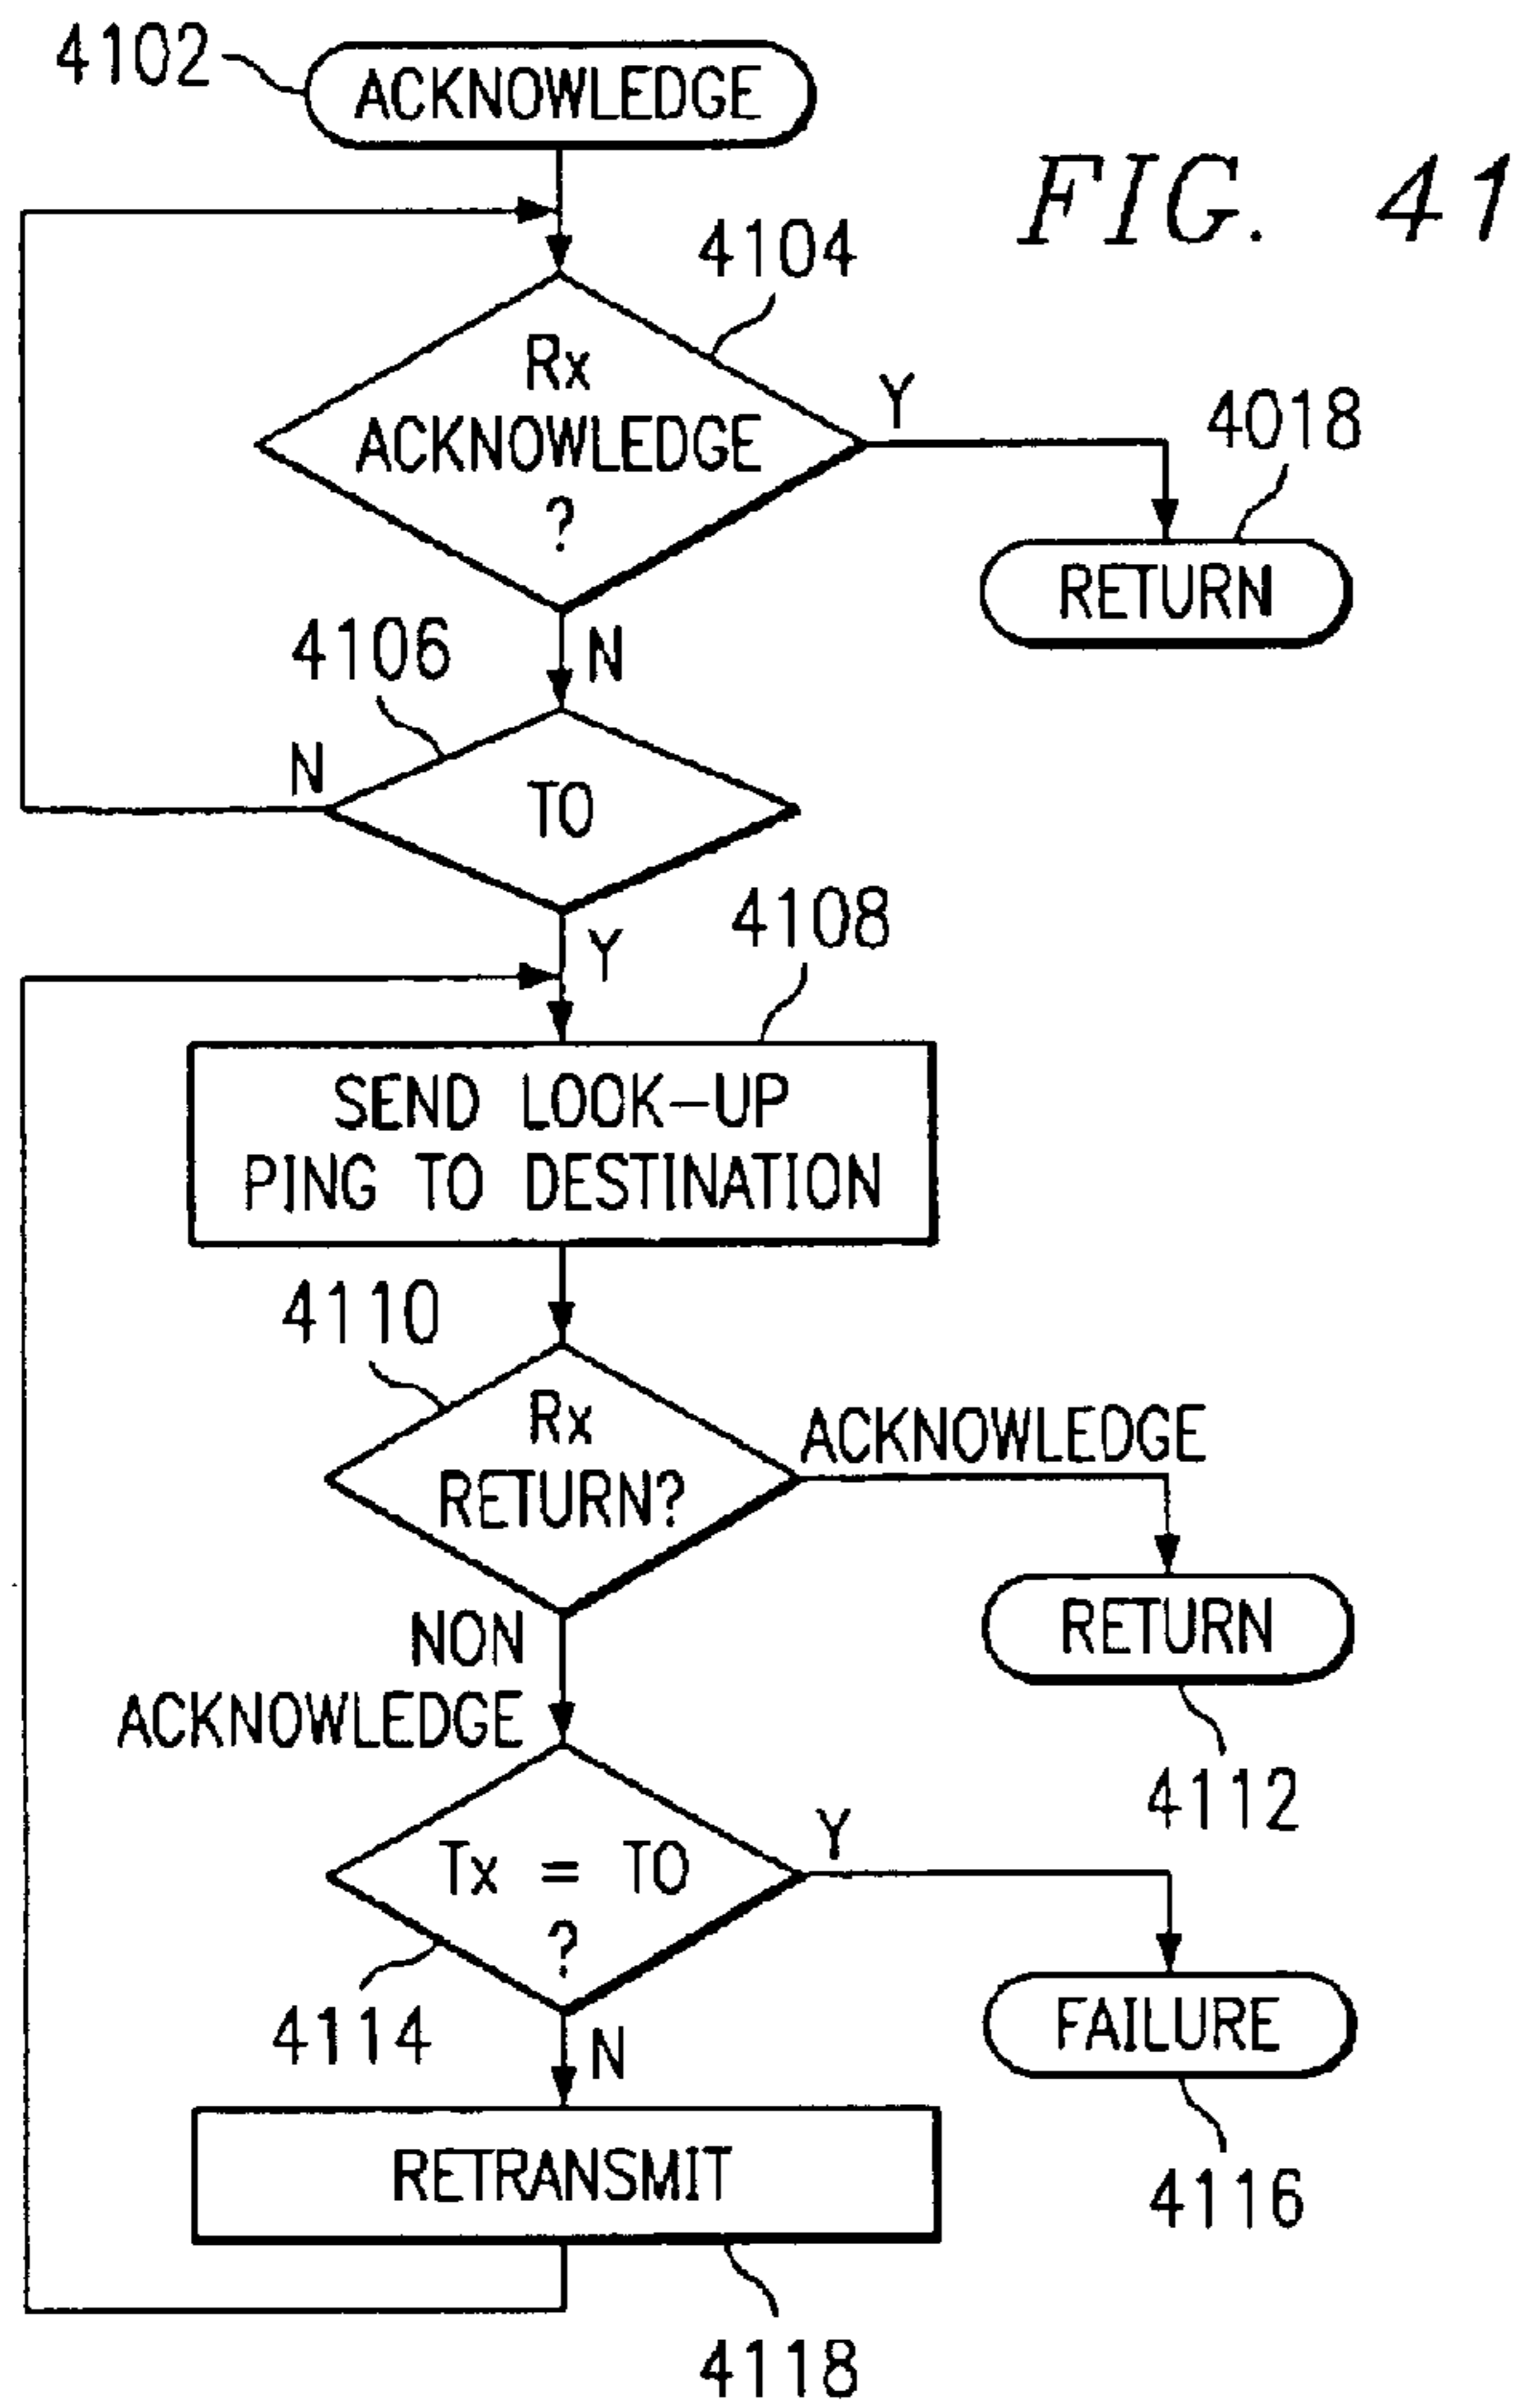 4102
ACKNOWLEDGE
FIG. 41
4104
Rx
ACKNOWLEDGE
?
Y
4018
RETURN
N
4106
N
TO
Y
4108
SEND LOOK-UP
PING TO DESTINATION
4110
Rx
RETURN?
ACKNOWLEDGE
RETURN
4112
NON
ACKNOWLEDGE
Tx = TO
?
Y
4114
FAILURE
4116
N
RETRANSMIT
4118